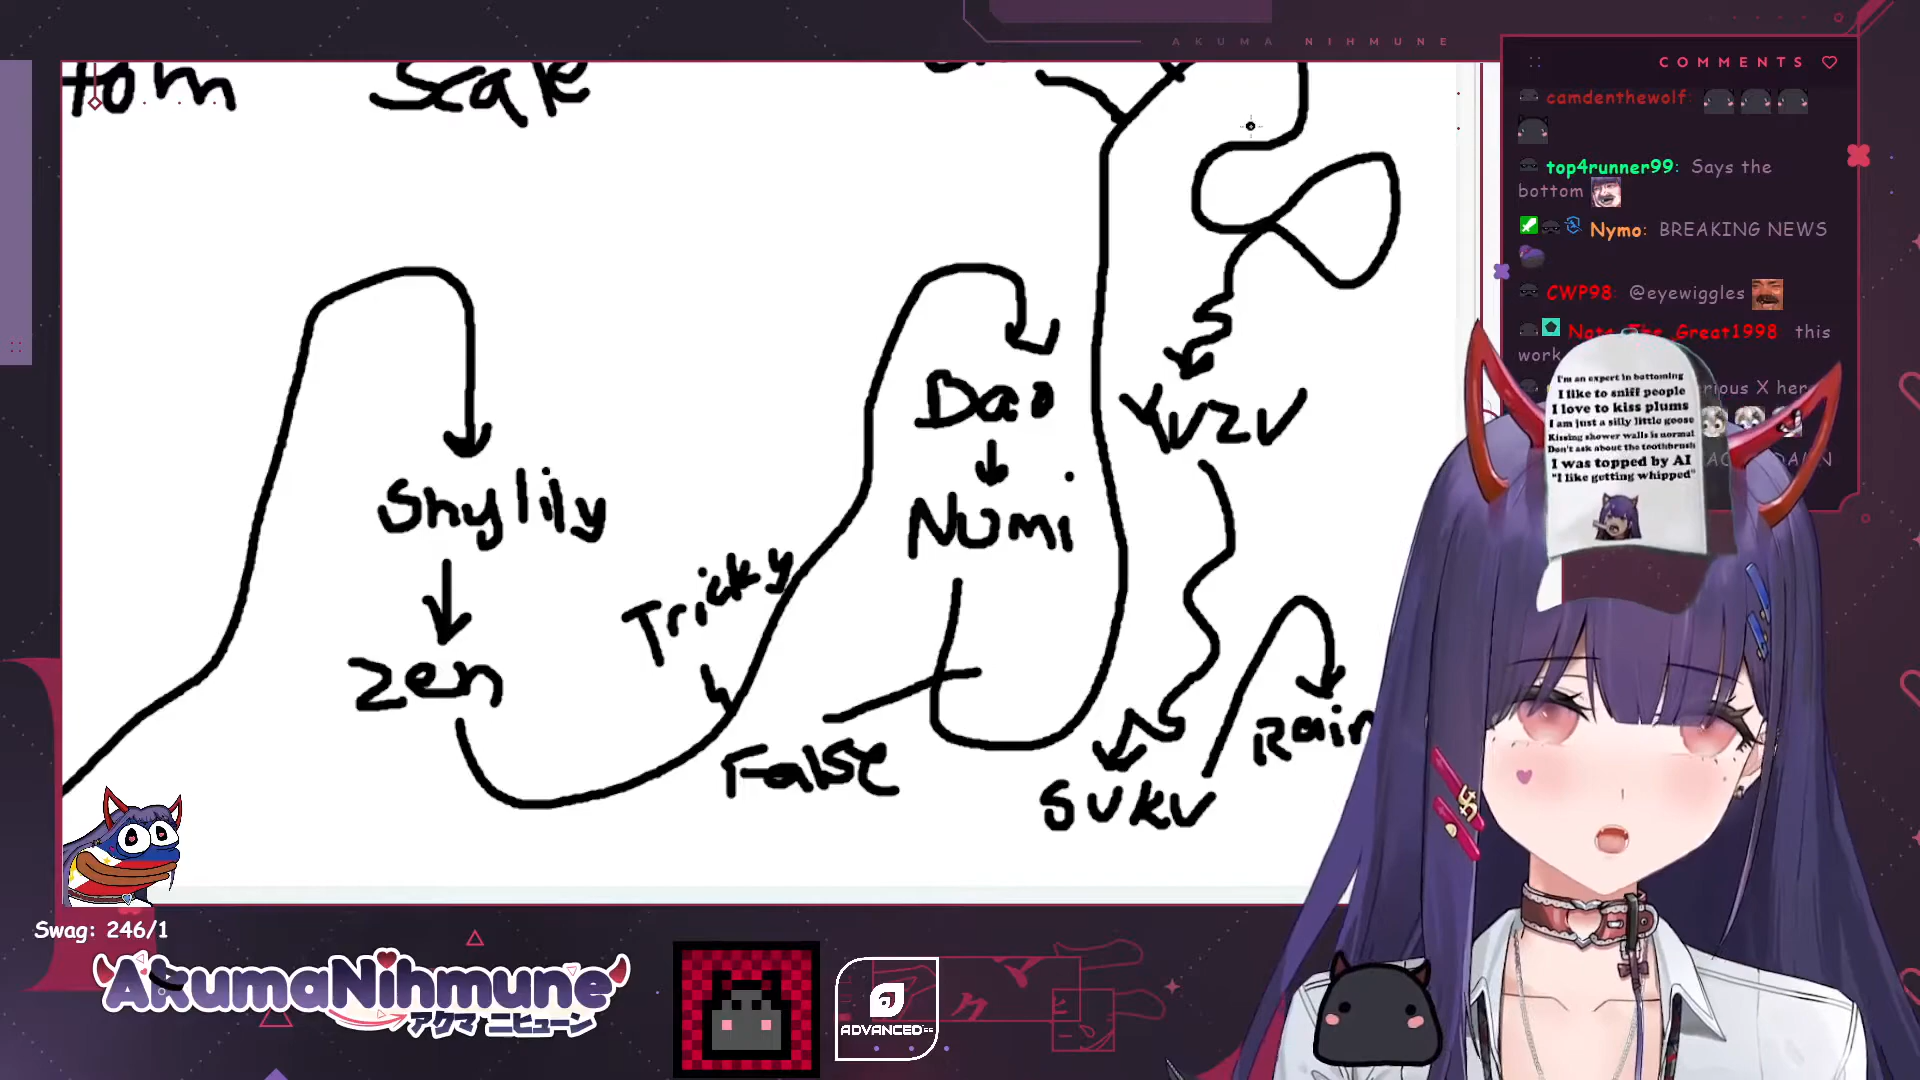 AKUMA NIHMUNE
COMMENTS
camdenthewolf:
top4runner99: Says the
bottom
Nymo: BREAKING NEWS
CWP98: @eyewiggles
Nate_The_Great1998 this
work
tom Scale
Shylily
Zen
Tricky
False
Dao
Numi
YUZU
SUKU
Rain
I'm an expert in bottoming
I like to sniff people
I love to kiss plums
I am just a silly little goose
Kissing shower walls is normal
Don't ask about the toothbrush
I was topped by AI
"I like getting whipped"
Swag: 246/1
AkumaNihmune
アクマ ニヒューン
ADVANCED